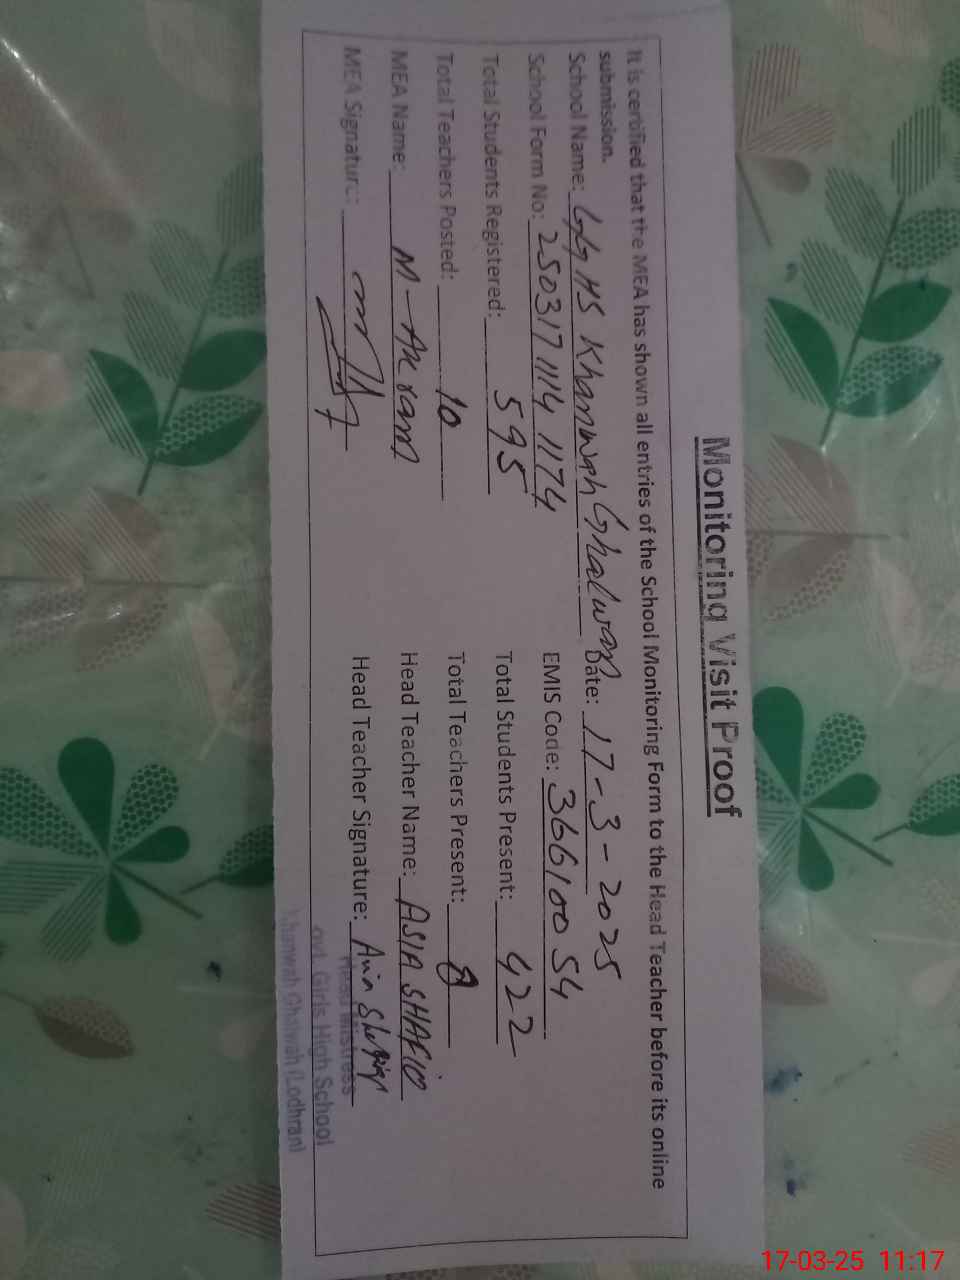 Monitoring Visit Proof
It is certified that the MEA has shown all entries of the School Monitoring Form to the Head Teacher before its online
submission.
School Name: GGHS Khanwah Ghalwan Date: 17-3-2025
School Form No: 25031711141174 EMIS Code: 36610054
Total Students Registered: 595 Total Students Present: 422
Total Teachers Posted: 10 Total Teachers Present: 8
MEA Name: M-Akram Head Teacher Name: ASIA SHAFIQ
MEA Signature: Head Teacher Signature:
Head Mistress
ovt. Girls High School
Khanwah Ghalwah (Lodhran)
17-03-25 11:17